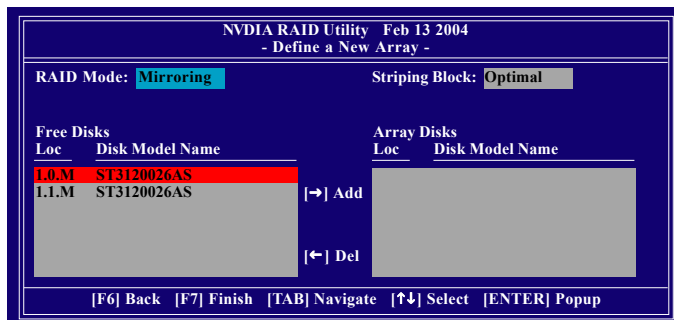 NVDIA RAID Utility Feb 13 2004
- Define a New Array -
RAID Mode: Mirroring Striping Block: Optimal
Free Disks Array Disks
Loc Disk Model Name Loc Disk Model Name
1.0.M ST3120026AS
1.1.M ST3120026AS
[→] Add
[←] Del
[F6] Back [F7] Finish [TAB] Navigate [↑↓] Select [ENTER] Popup